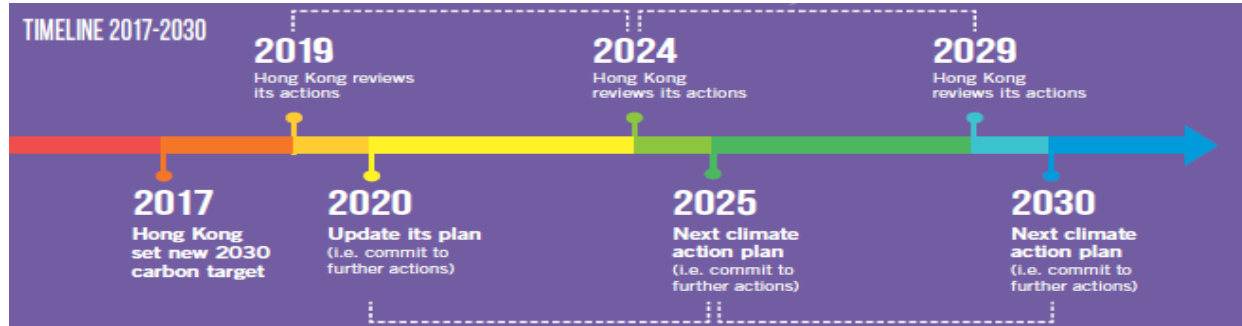 TIMELINE 2017-2030
2019
Hong Kong reviews
its actions
2024
Hong Kong
reviews its actions
2029
Hong Kong
reviews its actions
2017
Hong Kong
set new 2030
carbon target
2020
Update its plan
(i.e. commit to
further actions)
2025
Next climate
action plan
(i.e. commit to
further actions)
2030
Next climate
action plan
(i.e. commit to
further actions)